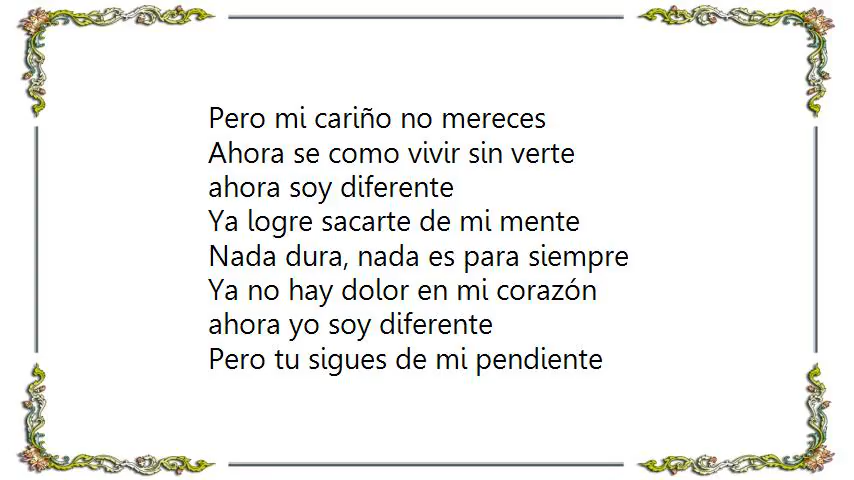 Pero mi cariño no mereces
Ahora se como vivir sin verte
ahora soy diferente
Ya logre sacarte de mi mente
Nada dura, nada es para siempre
Ya no hay dolor en mi corazón
ahora yo soy diferente
Pero tu sigues de mi pendiente